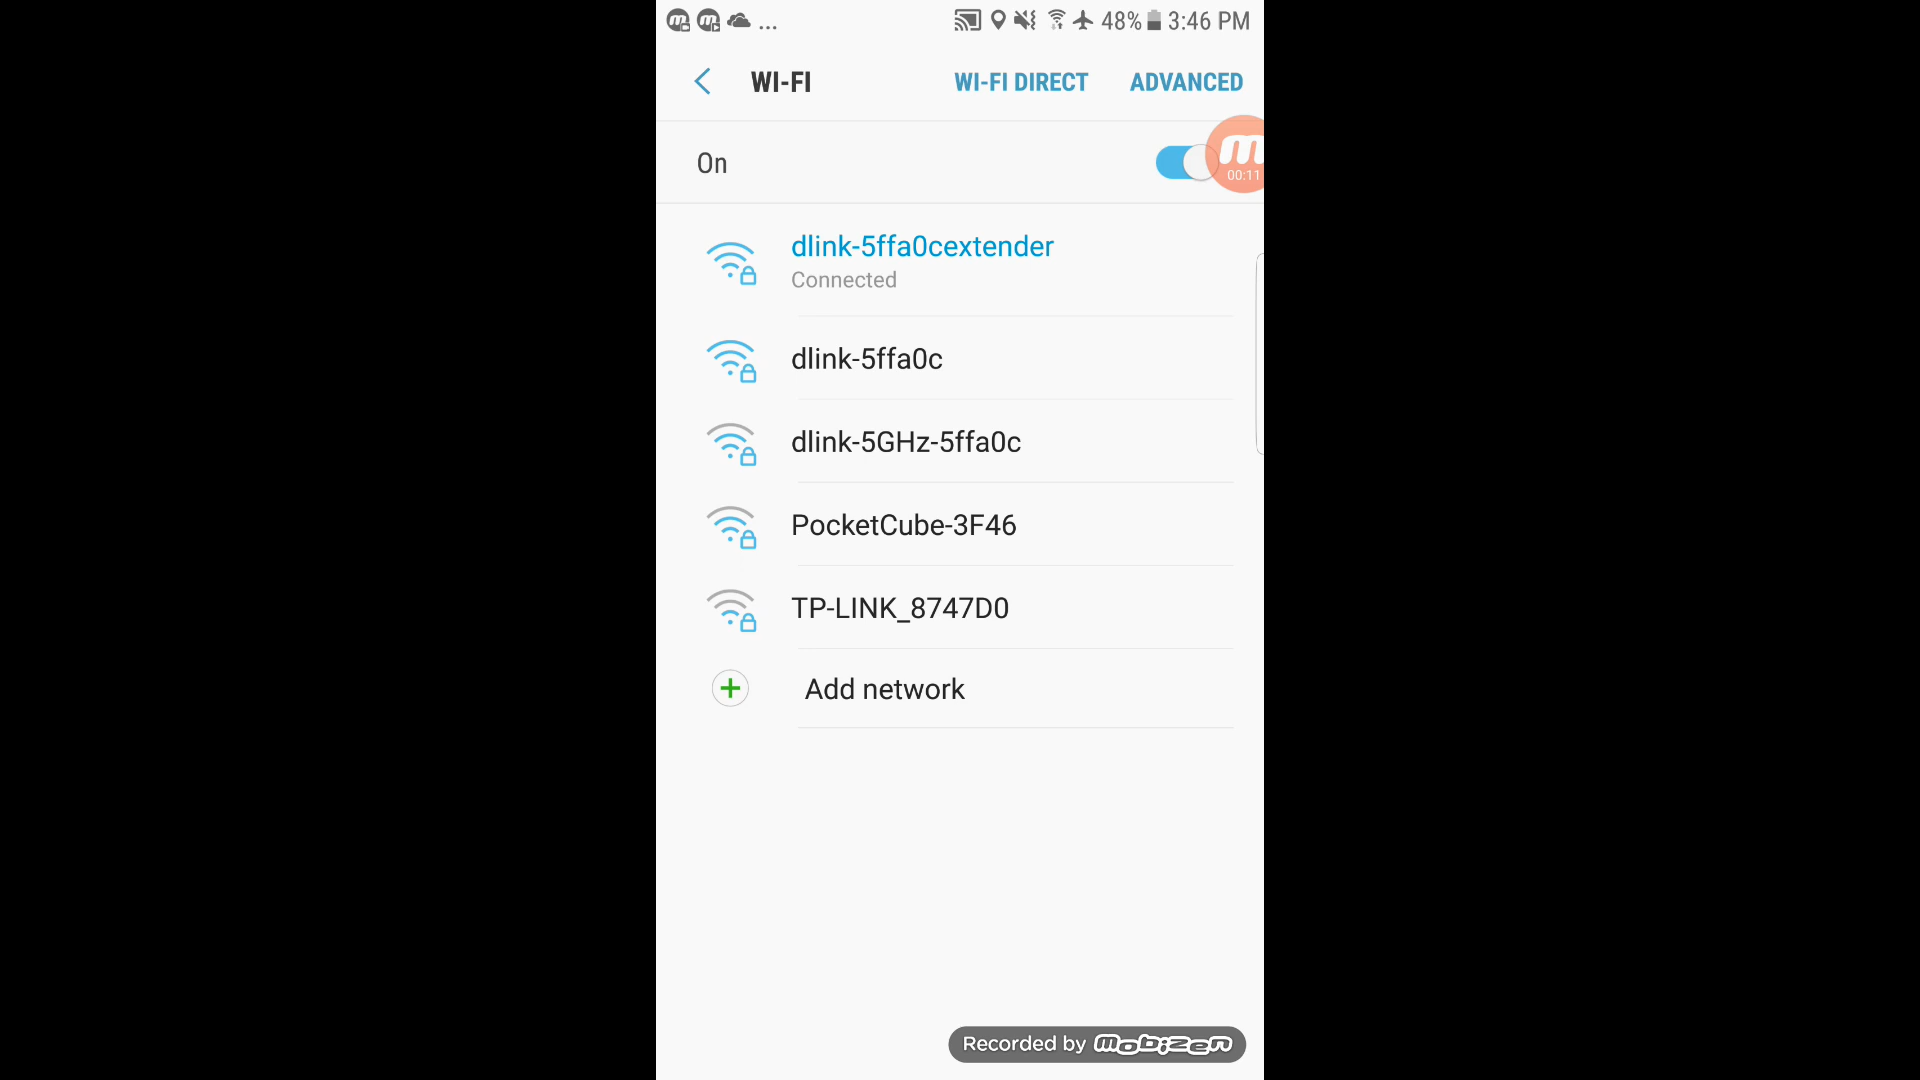 ... 48% 3:46 PM
WI-FI WI-FI DIRECT ADVANCED
On
00:11
dlink-5ffa0cextender
Connected
dlink-5ffa0c
dlink-5GHz-5ffa0c
PocketCube-3F46
TP-LINK_8747D0
Add network
Recorded by mobizen